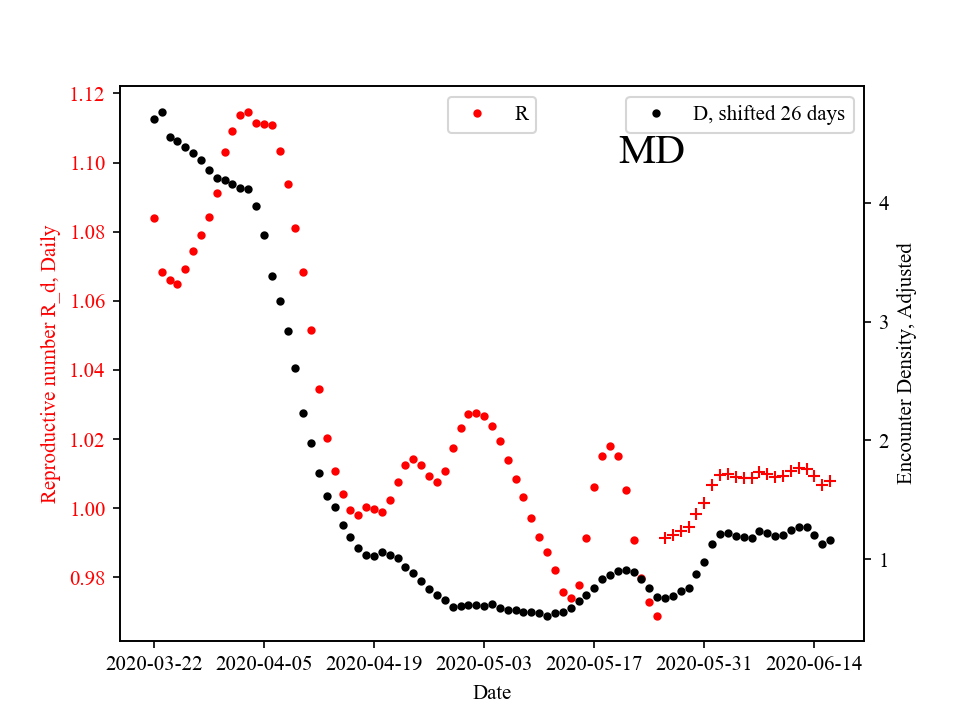 1.12
1.10
1.08
1.06
1.04
1.02
1.00
0.98
Reproductive number R_d, Daily
R
D, shifted 26 days
MD
4
3
2
1
Encounter Density, Adjusted
2020-03-22 2020-04-05 2020-04-19 2020-05-03 2020-05-17 2020-05-31 2020-06-14
Date